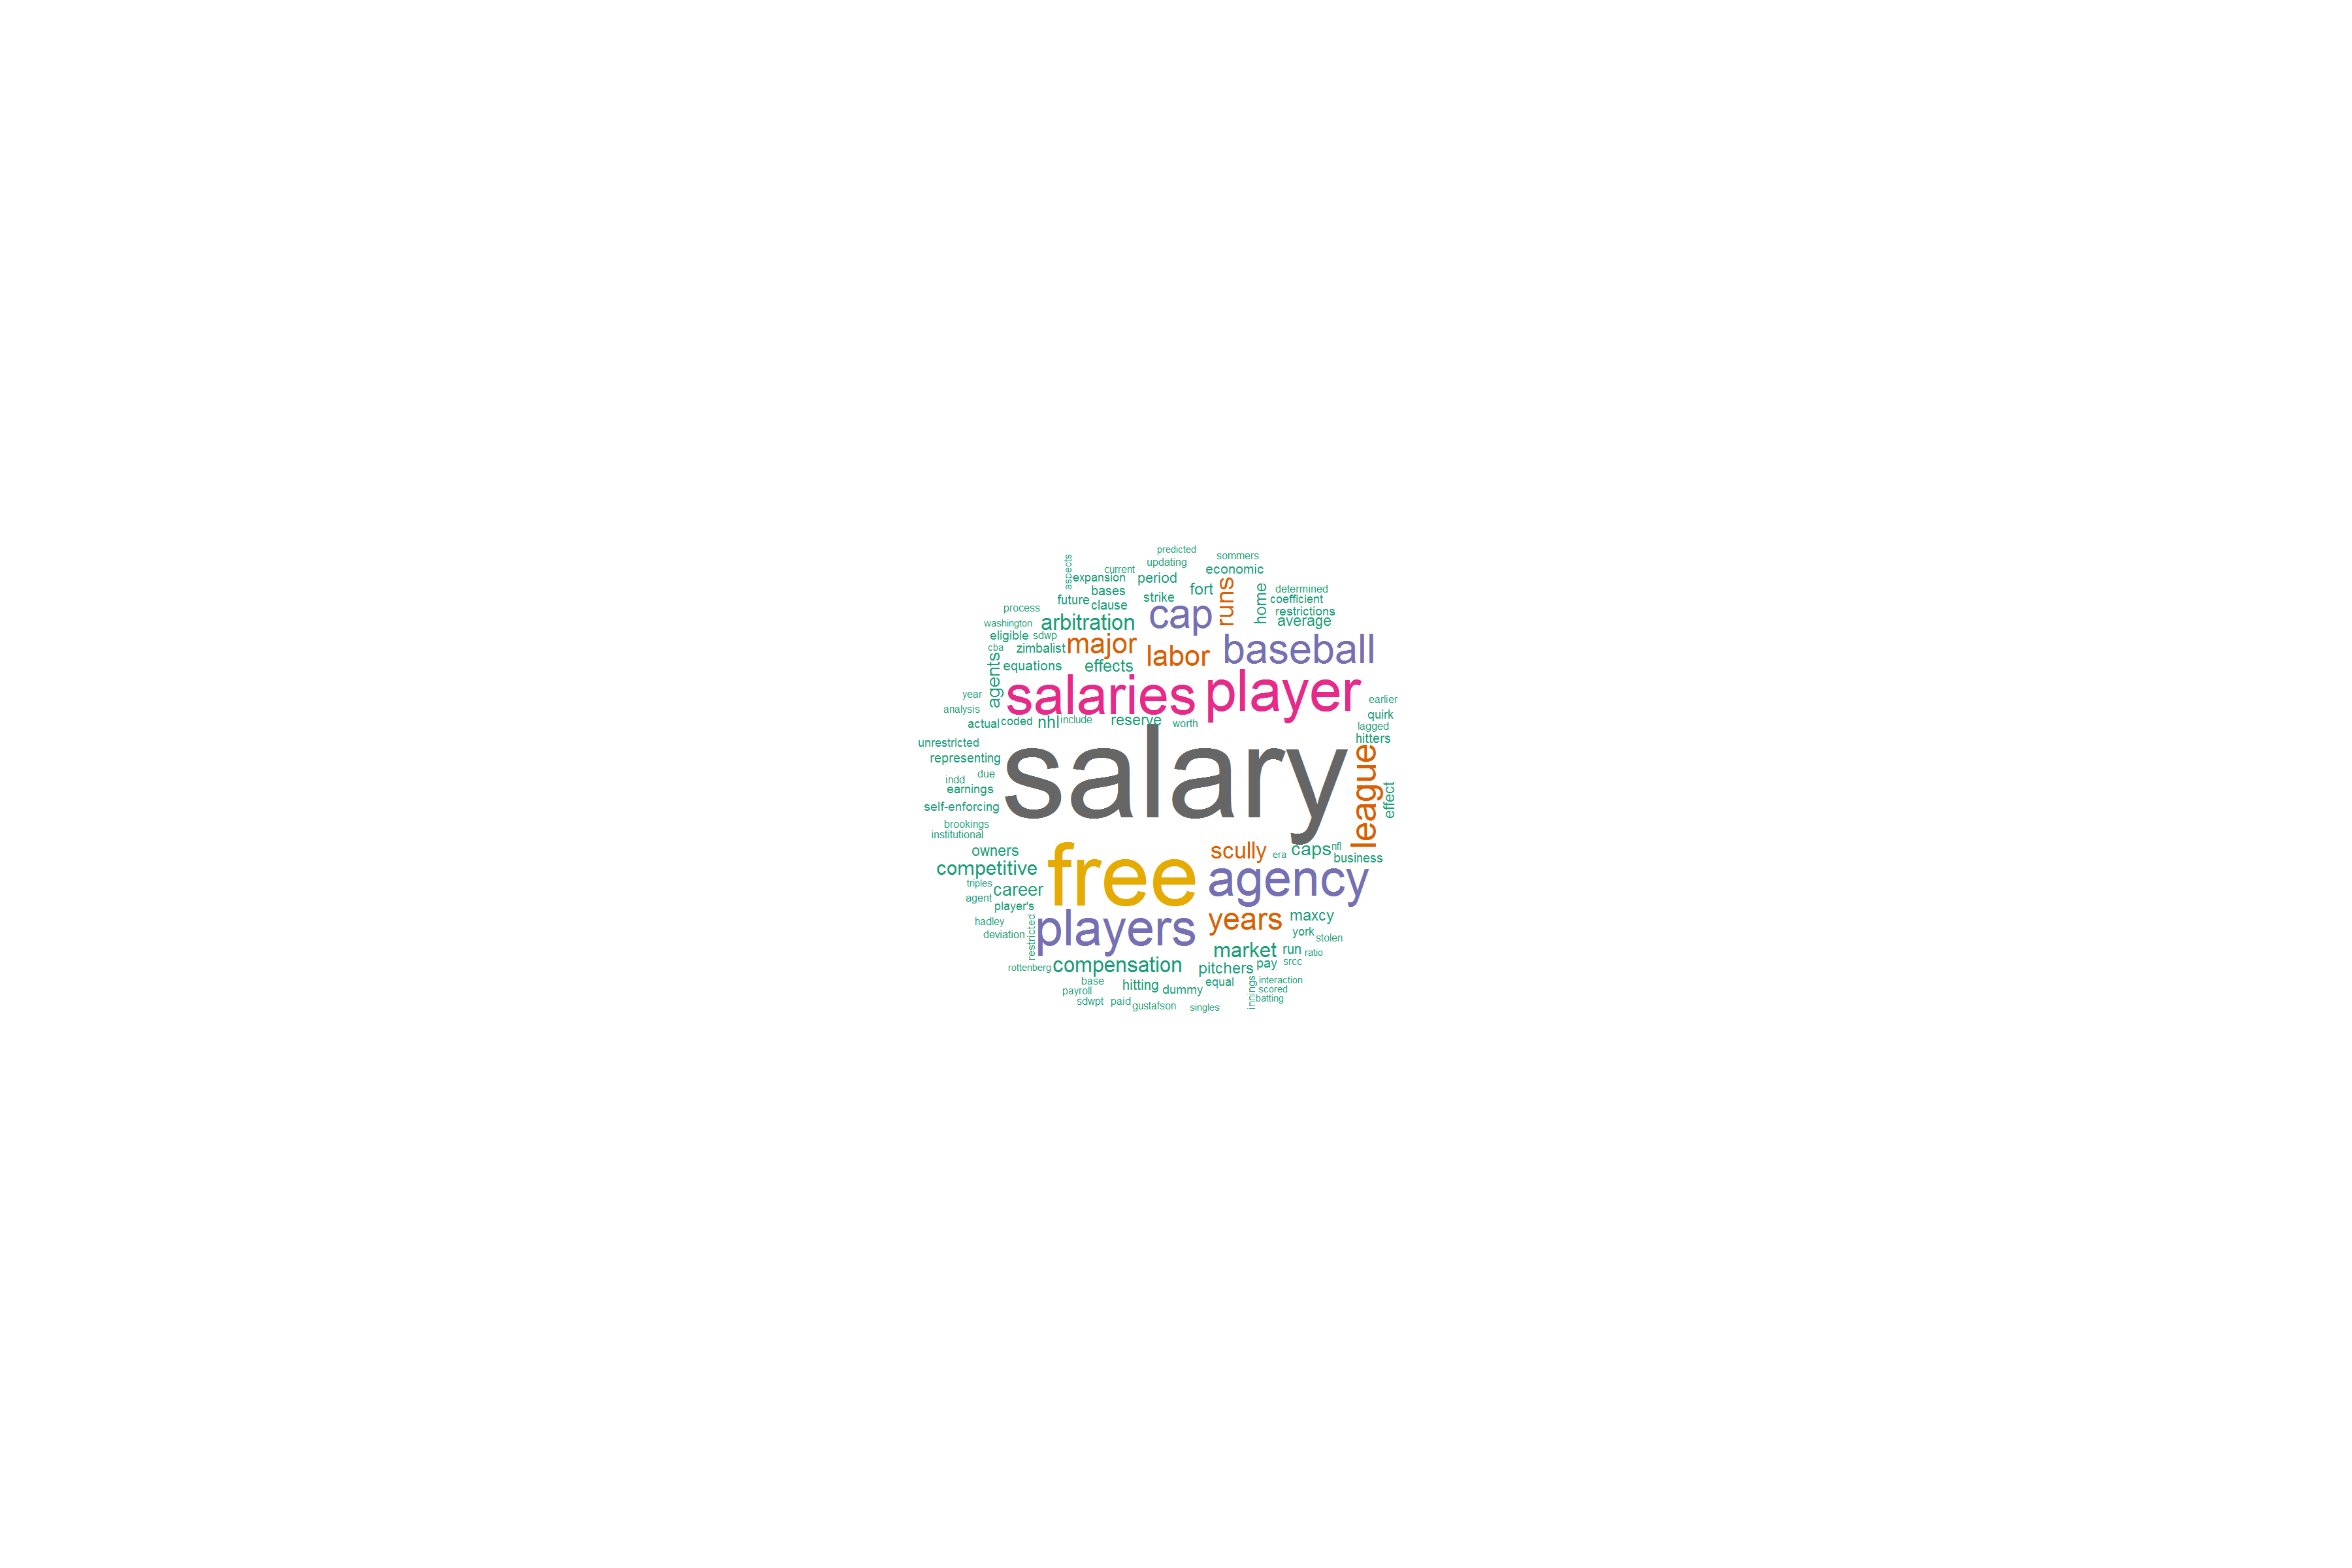 predicted
sommers
aspects
updating
current
economic
expansion
period
bases
strike
fort
runs
home
determined
coefficient
restrictions
average
future
clause
process
washington
arbitration
cap
eligible
sdwp
cba
zimbalist
major
labor
baseball
agents
equations
effects
salaries
player
year
analysis
actual
coded
nhl
include
reserve
worth
earlier
quirk
lagged
hitters
unrestricted
representing
indd
due
earnings
self-enforcing
brookings
institutional
salary
league
effect
owners
competitive
triples
career
agent
player's
free
scully
era
caps
nfl
business
agency
hadley
deviation
restricted
players
years
maxcy
york
stolen
market
run
ratio
rottenberg
compensation
pitchers
pay
srcc
base
payroll
hitting
dummy
equal
innings
interaction
scored
batting
sdwpt
paid
gustafson
singles